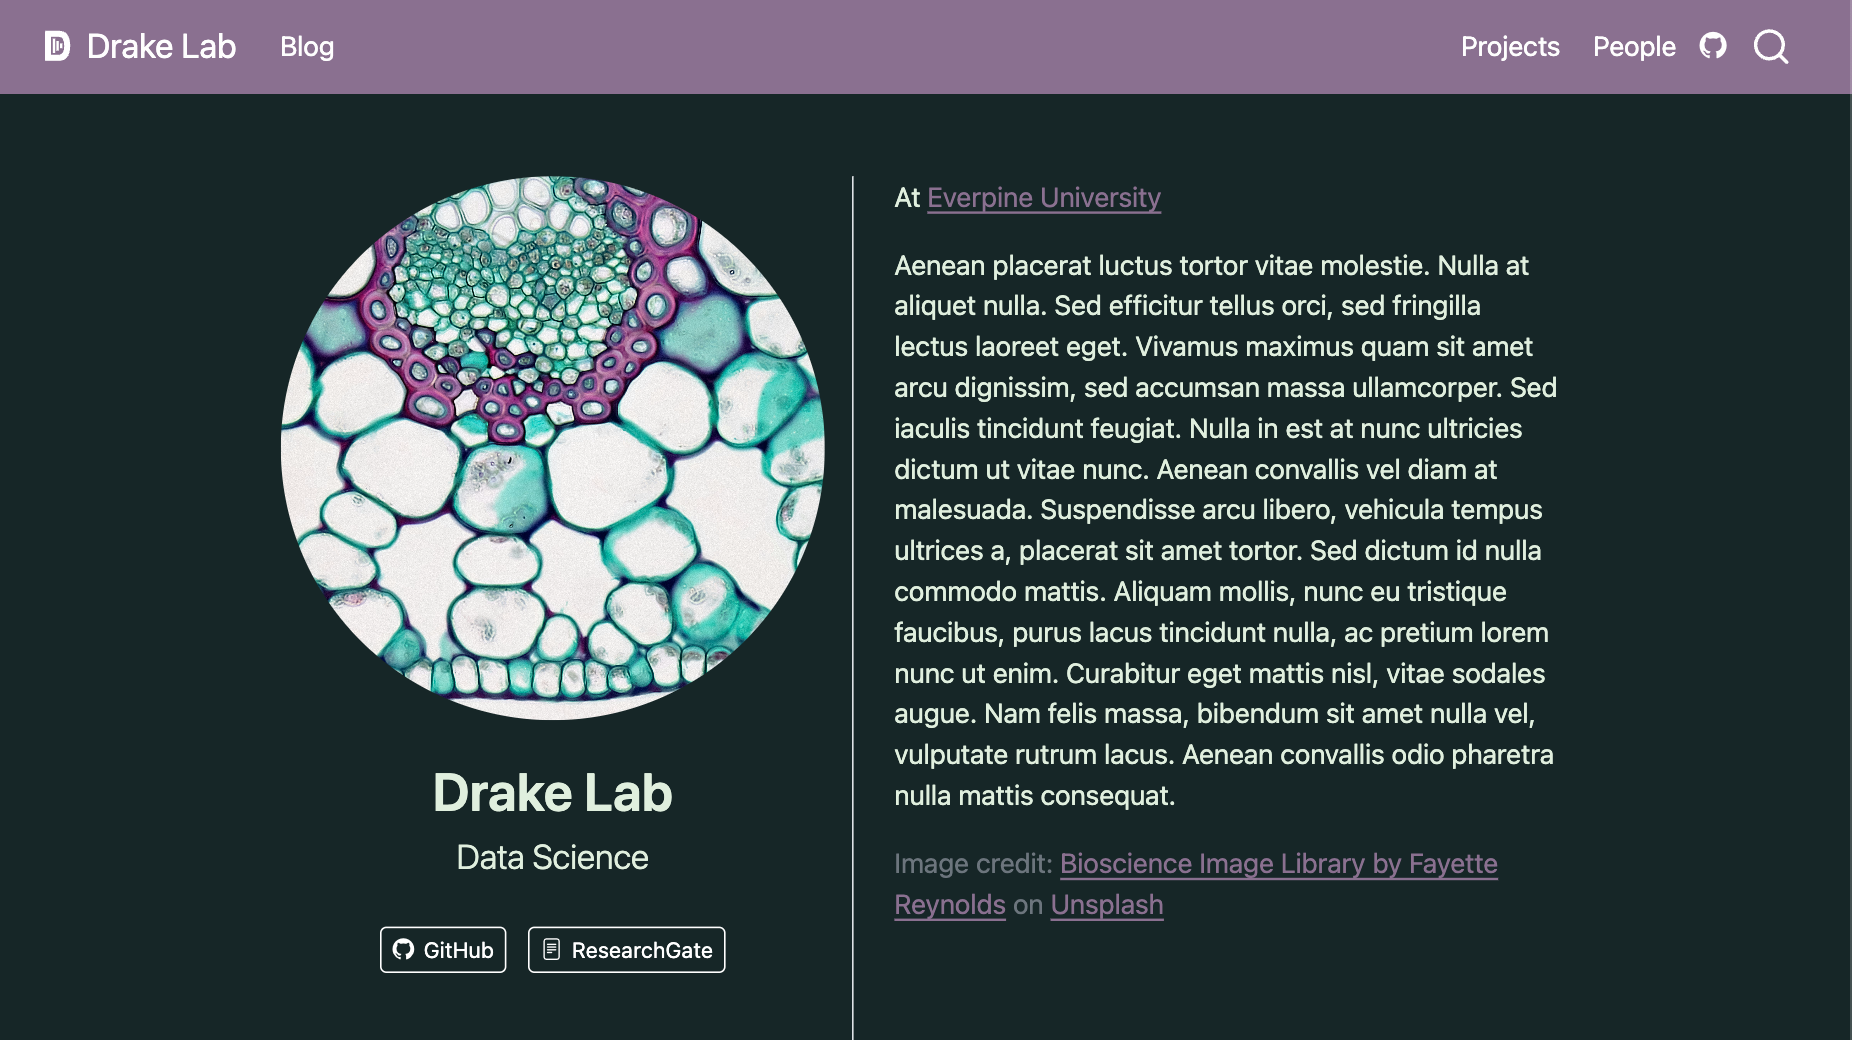 Drake Lab Blog Projects People
At Everpine University
Aenean placerat luctus tortor vitae molestie. Nulla at
aliquet nulla. Sed efficitur tellus orci, sed fringilla
lectus laoreet eget. Vivamus maximus quam sit amet
arcu dignissim, sed accumsan massa ullamcorper. Sed
iaculis tincidunt feugiat. Nulla in est at nunc ultricies
dictum ut vitae nunc. Aenean convallis vel diam at
malesuada. Suspendisse arcu libero, vehicula tempus
ultrices a, placerat sit amet tortor. Sed dictum id nulla
commodo mattis. Aliquam mollis, nunc eu tristique
faucibus, purus lacus tincidunt nulla, ac pretium lorem
nunc ut enim. Curabitur eget mattis nisl, vitae sodales
augue. Nam felis massa, bibendum sit amet nulla vel,
vulputate rutrum lacus. Aenean convallis odio pharetra
nulla mattis consequat.
Image credit: Bioscience Image Library by Fayette
Reynolds on Unsplash
Drake Lab
Data Science
GitHub ResearchGate